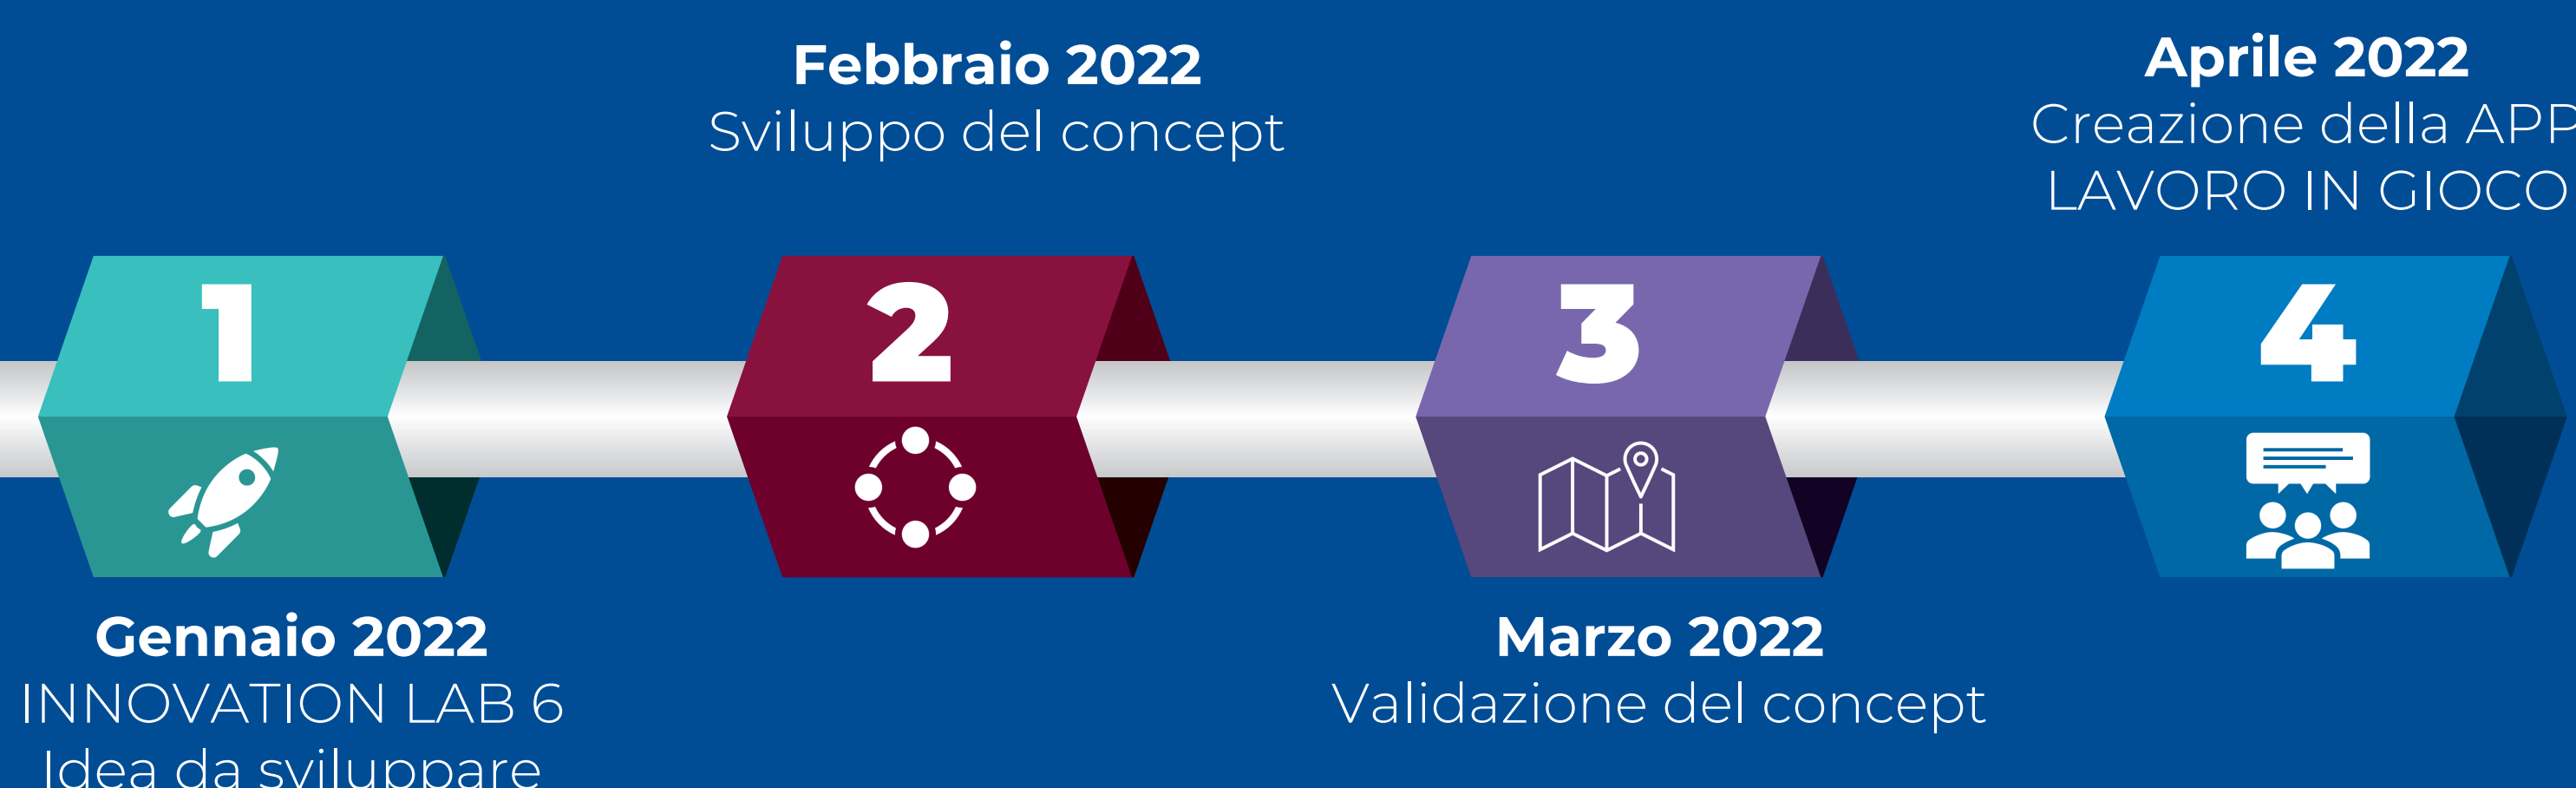 Febbraio 2022
Sviluppo del concept
Aprile 2022
Creazione della APP
LAVORO IN GIOCO
1
2
3
4
Gennaio 2022
INNOVATION LAB 6
Idea da sviluppare
Marzo 2022
Validazione del concept